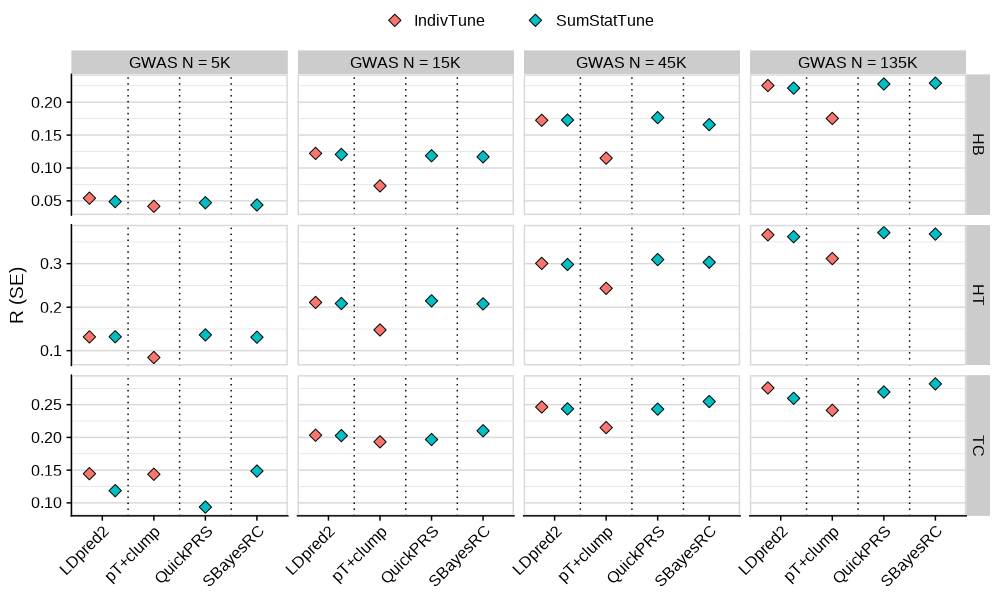 IndivTune SumStatTune
GWAS N = 5K GWAS N = 15K GWAS N = 45K GWAS N = 135K
R (SE)
0.20
0.15
0.10
0.05
HB
0.3
0.2
0.1
HT
0.25
0.20
0.15
0.10
TC
LDpred2 pT+clump QuickPRS SBayesRC LDpred2 pT+clump QuickPRS SBayesRC LDpred2 pT+clump QuickPRS SBayesRC LDpred2 pT+clump QuickPRS SBayesRC